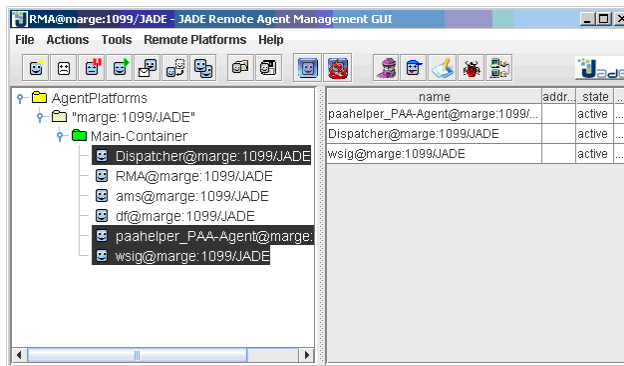 RMA@marge:1099/JADE - JADE Remote Agent Management GUI
File Actions Tools Remote Platforms Help
Jade
AgentPlatforms
"marge:1099/JADE"
Main-Container
Dispatcher@marge:1099/JADE
RMA@marge:1099/JADE
ams@marge:1099/JADE
df@marge:1099/JADE
paahelper_PAA-Agent@marge:
wsig@marge:1099/JADE
name addr... state ...
paahelper_PAA-Agent@marge:1099/... active ...
Dispatcher@marge:1099/JADE active ...
wsig@marge:1099/JADE active ...